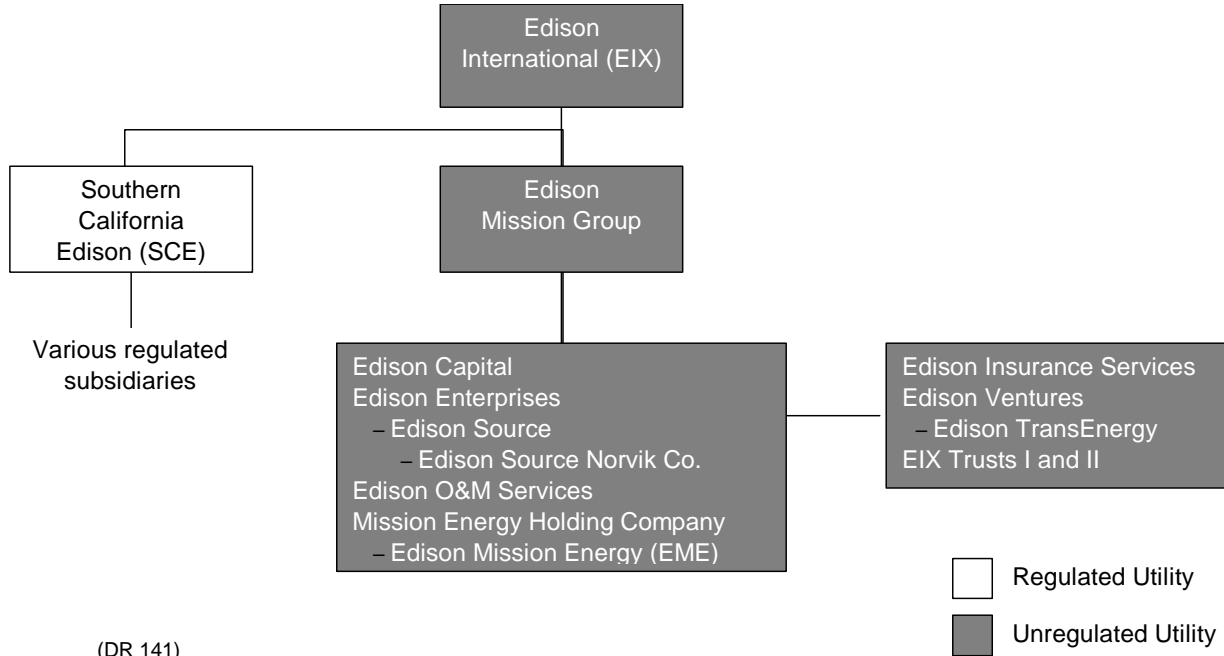 Edison
International (EIX)
Southern
California
Edison (SCE)
Edison
Mission Group
Various regulated
subsidiaries
Edison Capital
Edison Enterprises
– Edison Source
– Edison Source Norvik Co.
Edison O&M Services
Mission Energy Holding Company
– Edison Mission Energy (EME)
Edison Insurance Services
Edison Ventures
– Edison TransEnergy
EIX Trusts I and II
Regulated Utility
Unregulated Utility
(DR 141)